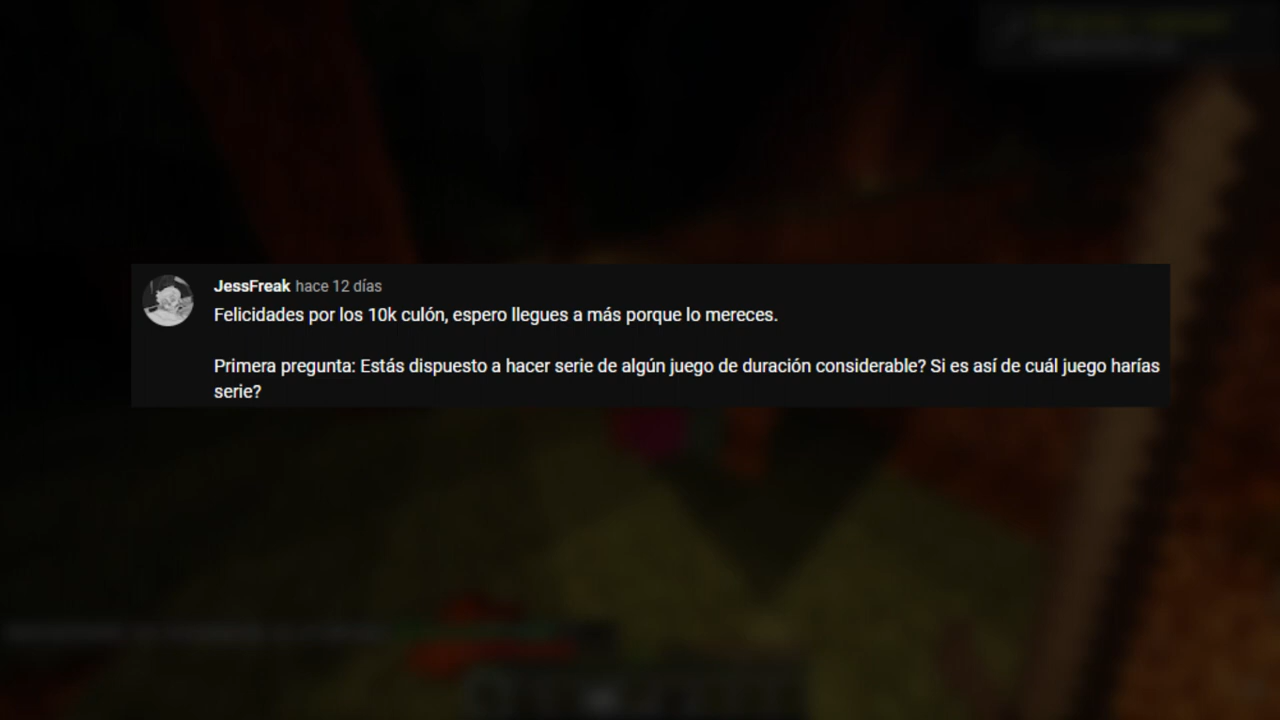 JessFreak hace 12 días
Felicidades por los 10k culón, espero llegues a más porque lo mereces.
Primera pregunta: Estás dispuesto a hacer serie de algún juego de duración considerable? Si es así de cuál juego harías
serie?